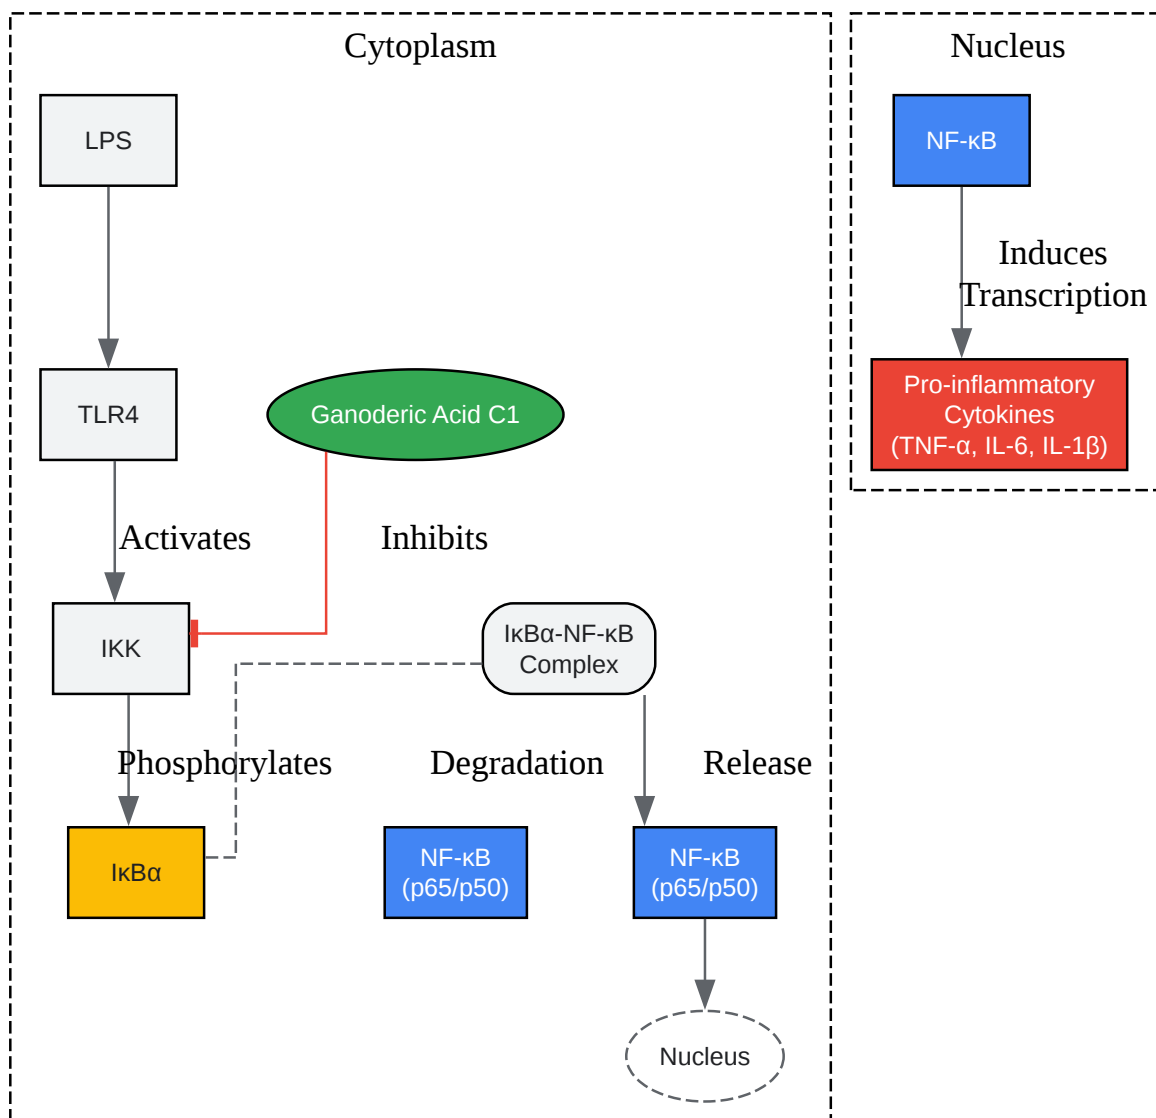 Cytoplasm
Nucleus
LPS
NF-κB
Induces
Transcription
TLR4
Ganoderic Acid C1
Pro-inflammatory
Cytokines
(TNF-α, IL-6, IL-1β)
Activates
Inhibits
IKK
IκBα-NF-κB
Complex
Phosphorylates
Degradation
Release
IκBα
NF-κB
(p65/p50)
NF-κB
(p65/p50)
Nucleus